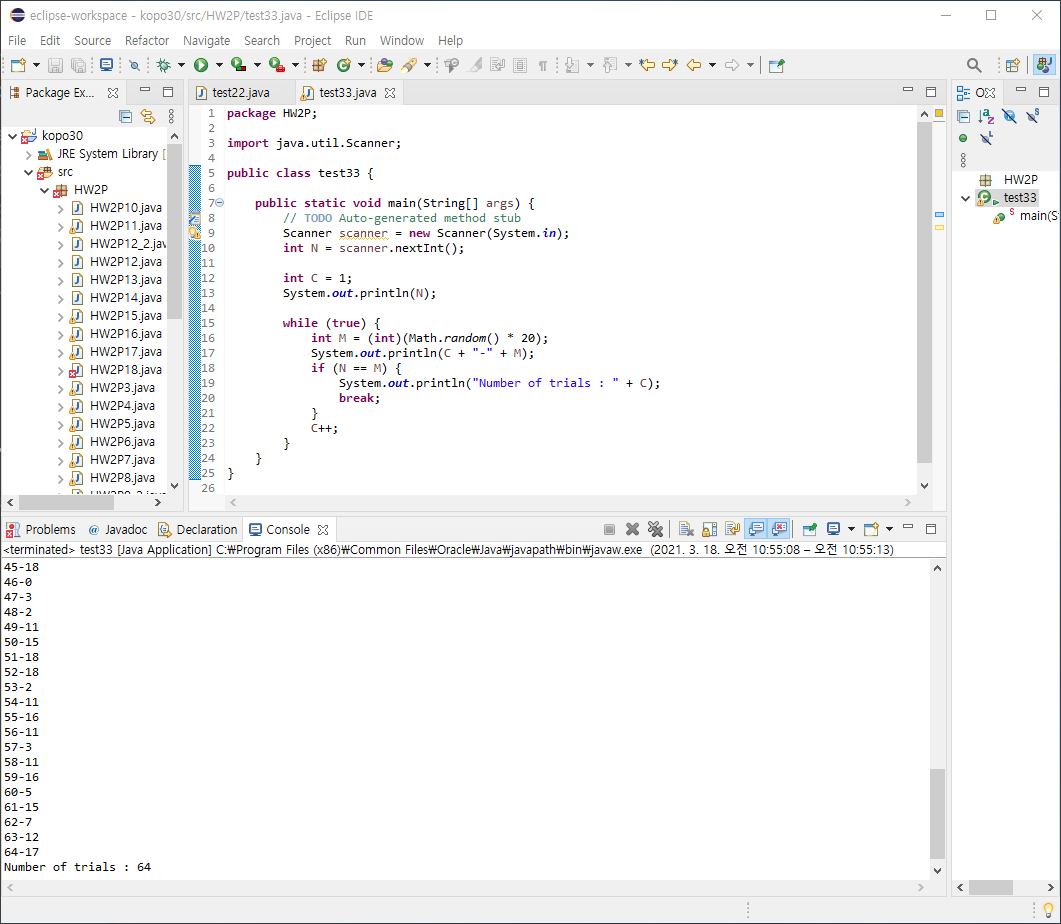 eclipse-workspace - kopo30/src/HW2P/test33.java - Eclipse IDE
File Edit Source Refactor Navigate Search Project Run Window Help
Package Ex...
test22.java test33.java
O
kopo30
JRE System Library [
src
HW2P
HW2P10.java
HW2P11.java
HW2P12_2.jav
HW2P12.java
HW2P13.java
HW2P14.java
HW2P15.java
HW2P16.java
HW2P17.java
HW2P18.java
HW2P3.java
HW2P4.java
HW2P5.java
HW2P6.java
HW2P7.java
HW2P8.java
1 package HW2P;
2
3 import java.util.Scanner;
4
5 public class test33 {
6
7 public static void main(String[] args) {
8 // TODO Auto-generated method stub
9 Scanner scanner = new Scanner(System.in);
10 int N = scanner.nextInt();
11
12 int C = 1;
13 System.out.println(N);
14
15 while (true) {
16 int M = (int)(Math.random() * 20);
17 System.out.println(C + "-" + M);
18 if (N == M) {
19 System.out.println("Number of trials : " + C);
20 break;
21 }
22 C++;
23 }
24 }
25 }
26
HW2P
test33
main(S
Problems @ Javadoc Declaration Console
<terminated> test33 [Java Application] C:₩Program Files (x86)₩Common Files₩Oracle₩Java₩javapath₩bin₩javaw.exe (2021. 3. 18. 오전 10:55:08 – 오전 10:55:13)
45-18
46-0
47-3
48-2
49-11
50-15
51-18
52-18
53-2
54-11
55-16
56-11
57-3
58-11
59-16
60-5
61-15
62-7
63-12
64-17
Number of trials : 64